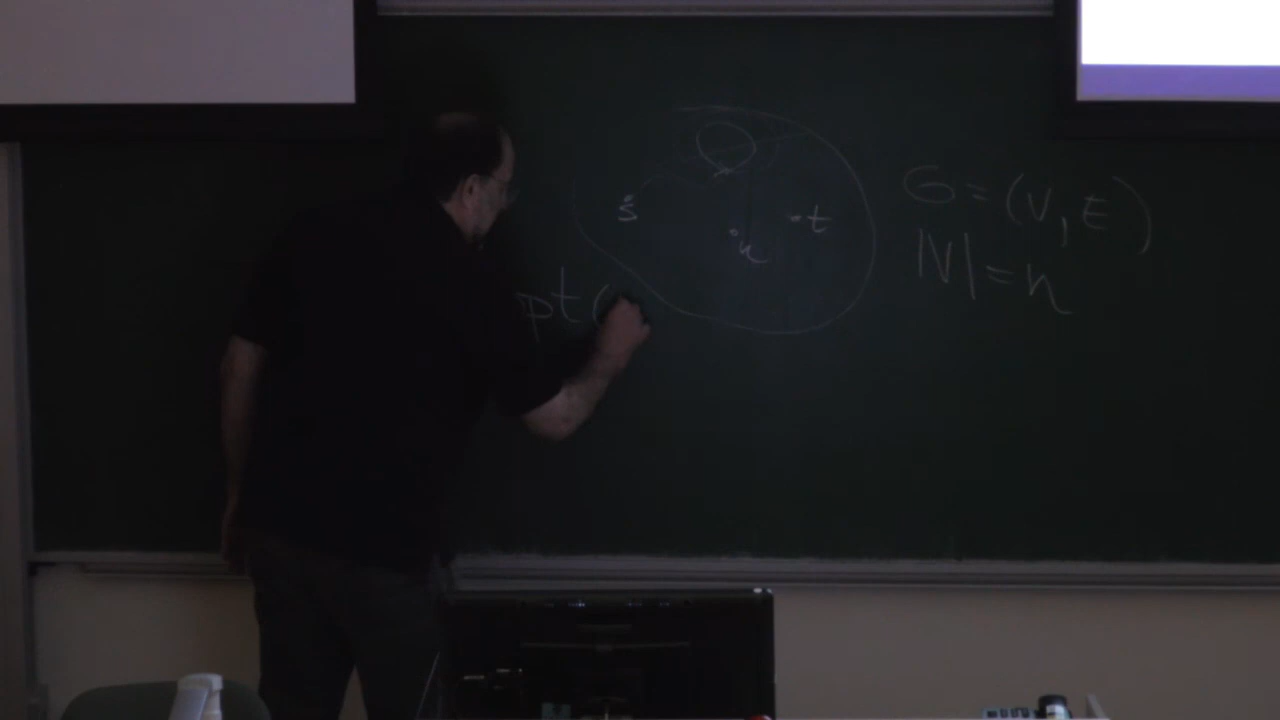 G = (V, E)
|V| = n
s
t
u
pt (